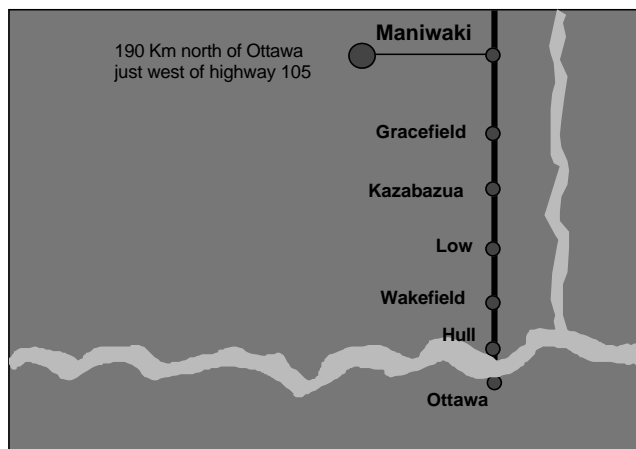 Maniwaki
190 Km north of Ottawa
just west of highway 105
Gracefield
Kazabazua
Low
Wakefield
Hull
Ottawa